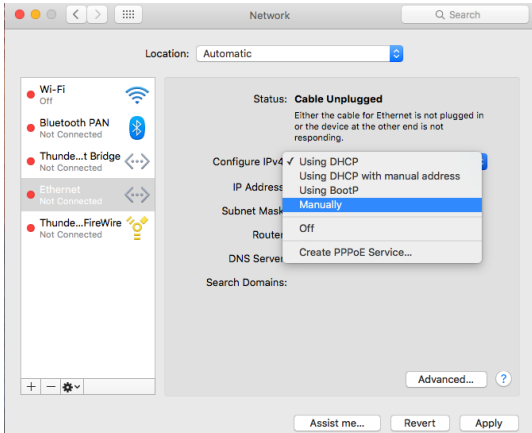 Network
Search
Location: Automatic
Wi-Fi
Off
Bluetooth PAN
Not Connected
Thunde...t Bridge
Not Connected
Ethernet
Not Connected
Thunde...FireWire
Not Connected
Status: Cable Unplugged
Either the cable for Ethernet is not plugged in
or the device at the other end is not
responding.
Configure IPv4 ✓ Using DHCP
Using DHCP with manual address
IP Address Using BootP
Manually
Subnet Mask
Off
Router
Create PPPoE Service...
DNS Server
Search Domains:
Advanced... ?
Assist me... Revert Apply